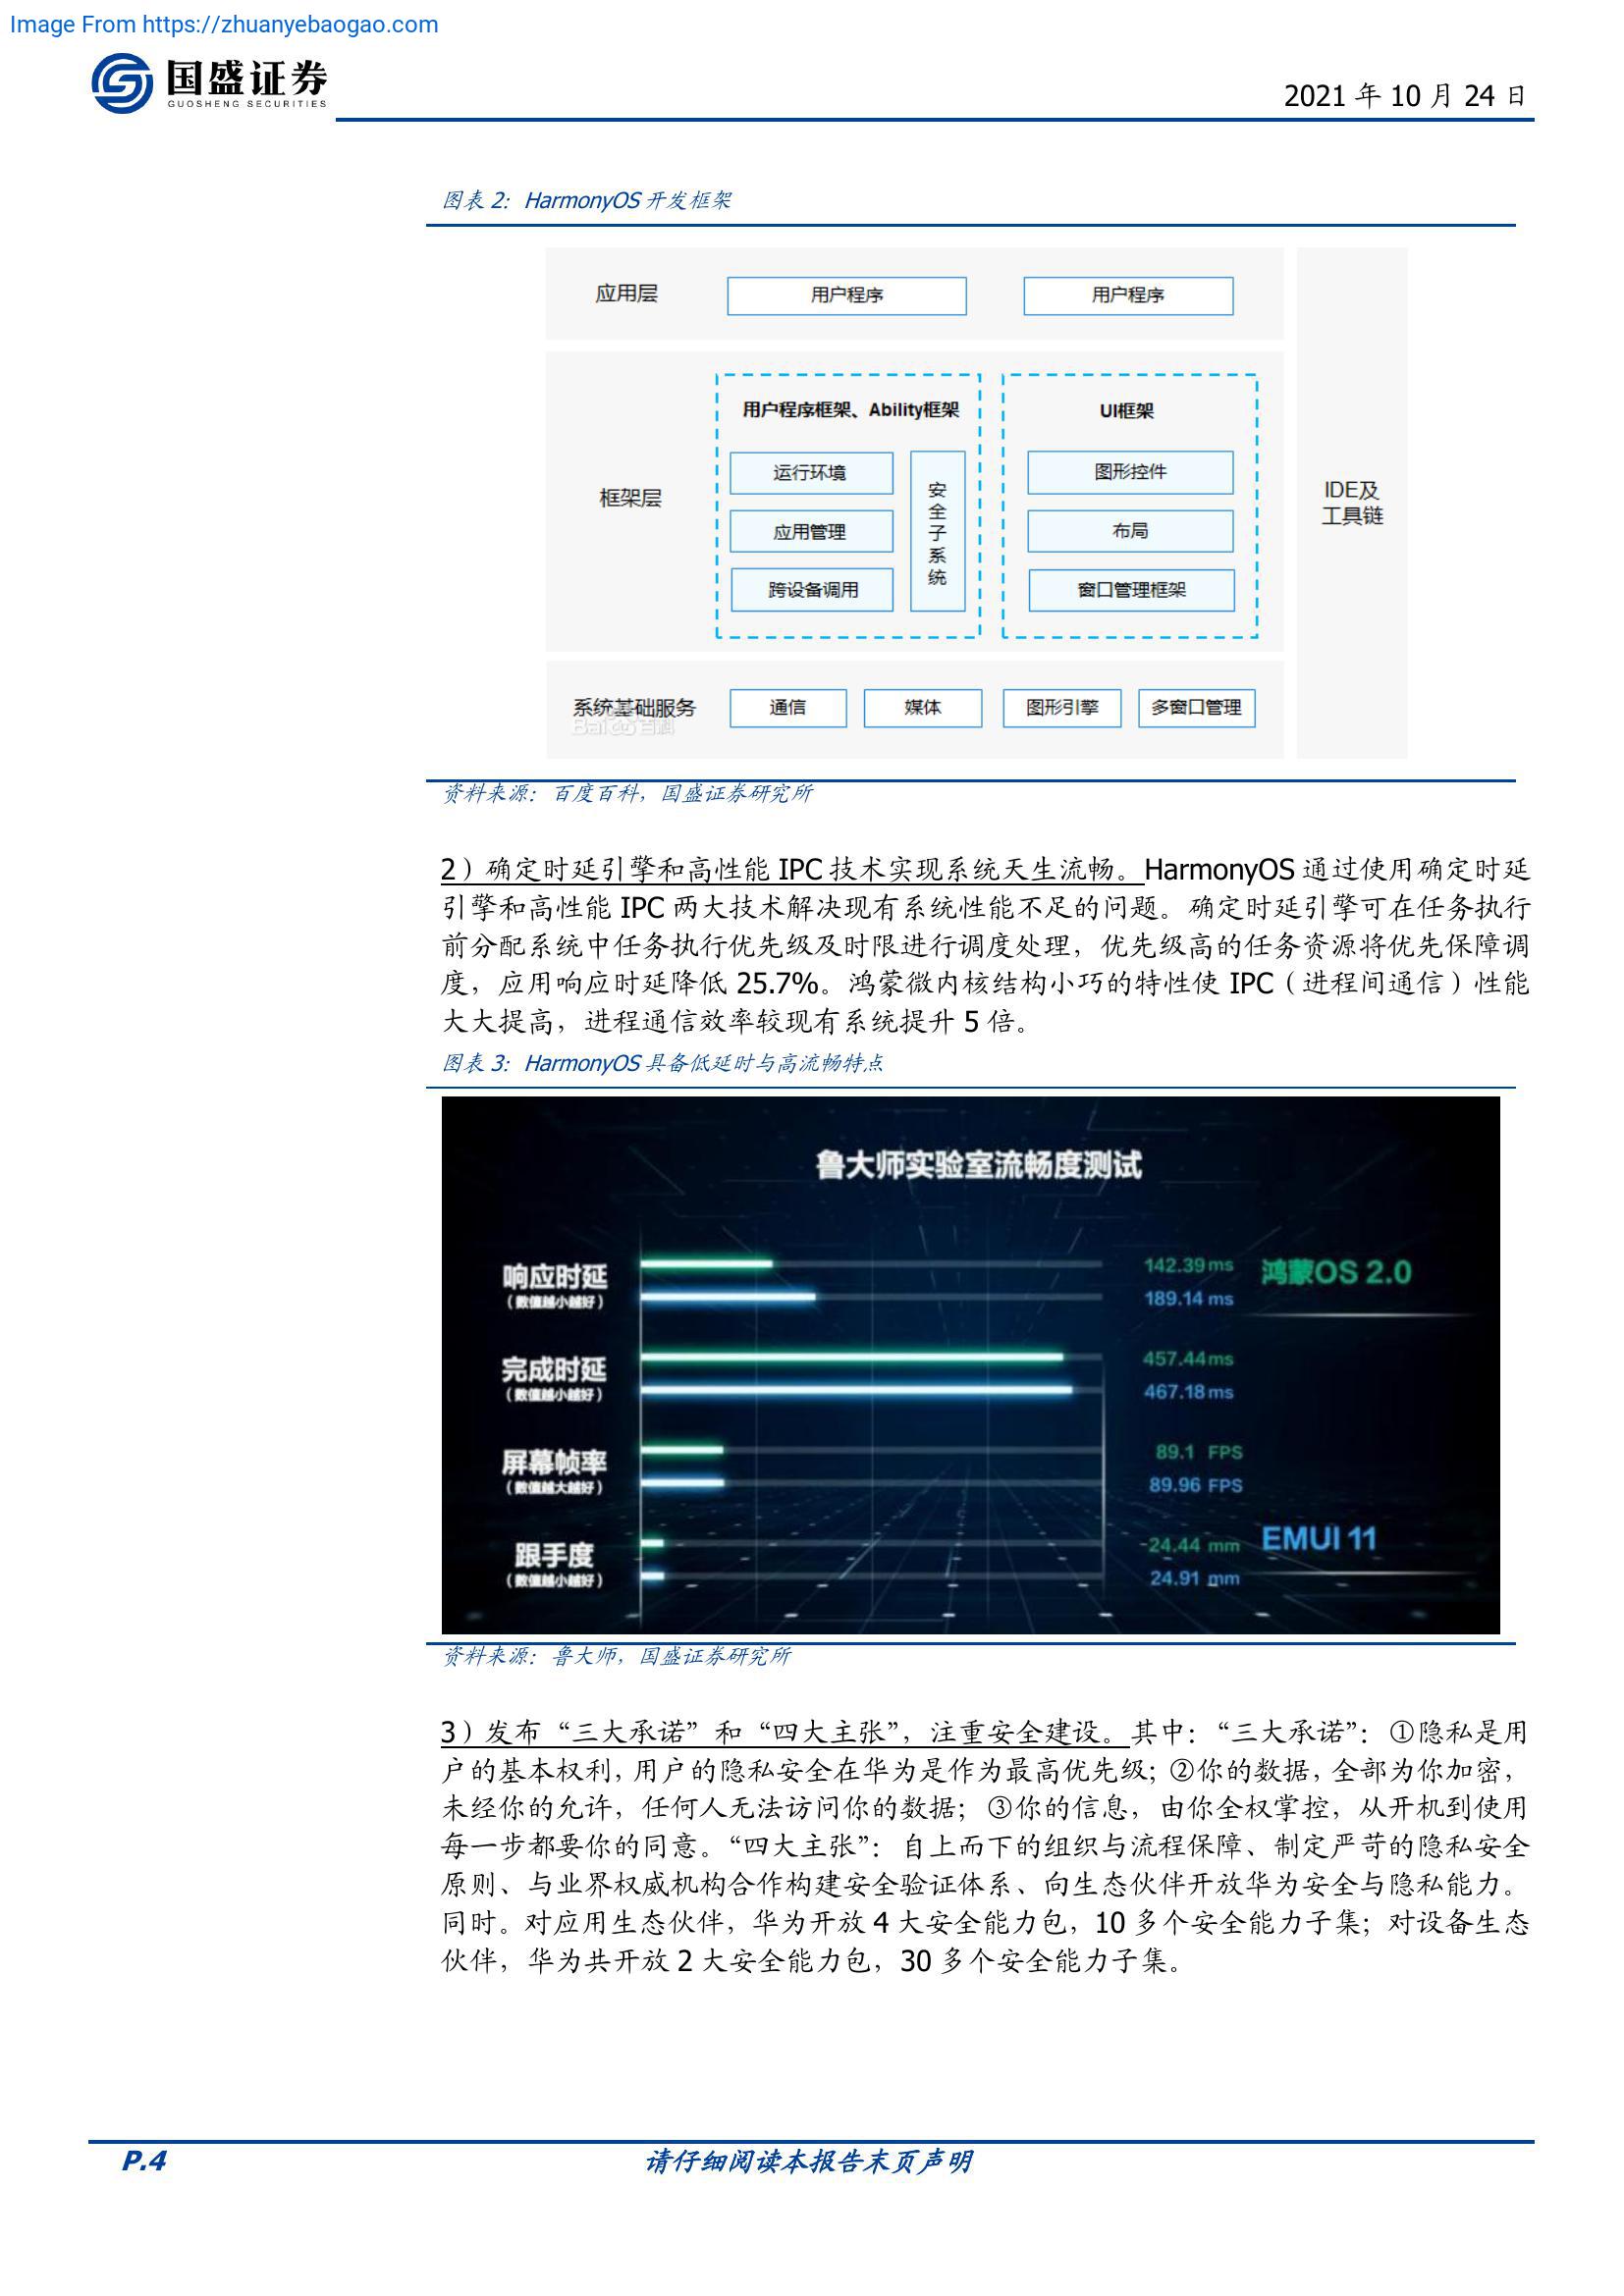 Image From https://zhuanyebaogao.com
国盛证券
GUOSHENG SECURITIES
2021 年 10 月 24 日
图表 2：HarmonyOS 开发框架
应用层
用户程序
用户程序
框架层
用户程序框架、Ability框架
运行环境
应用管理
跨设备调用
安全子系统
UI框架
图形控件
布局
窗口管理框架
IDE及
工具链
系统基础服务
通信
媒体
图形引擎
多窗口管理
Bai百科
资料来源：百度百科，国盛证券研究所
2）确定时延引擎和高性能 IPC 技术实现系统天生流畅。HarmonyOS 通过使用确定时延
引擎和高性能 IPC 两大技术解决现有系统性能不足的问题。确定时延引擎可在任务执行
前分配系统中任务执行优先级及时限进行调度处理，优先级高的任务资源将优先保障调
度，应用响应时延降低 25.7%。鸿蒙微内核结构小巧的特性使 IPC（进程间通信）性能
大大提高，进程通信效率较现有系统提升 5 倍。
图表 3：HarmonyOS 具备低延时与高流畅特点
鲁大师实验室流畅度测试
响应时延
（数值越小越好）
142.39ms
189.14 ms
鸿蒙OS 2.0
完成时延
（数值越小越好）
457.44ms
467.18ms
屏幕帧率
（数值越大越好）
89.1 FPS
89.96 FPS
跟手度
（数值越小越好）
24.44 mm
24.91 mm
EMUI 11
资料来源：鲁大师，国盛证券研究所
3）发布“三大承诺”和“四大主张”，注重安全建设。其中：“三大承诺”：①隐私是用
户的基本权利，用户的隐私安全在华为是作为最高优先级；②你的数据，全部为你加密，
未经你的允许，任何人无法访问你的数据；③你的信息，由你全权掌控，从开机到使用
每一步都要你的同意。“四大主张”：自上而下的组织与流程保障、制定严苛的隐私安全
原则、与业界权威机构合作构建安全验证体系、向生态伙伴开放华为安全与隐私能力。
同时。对应用生态伙伴，华为开放 4 大安全能力包，10 多个安全能力子集；对设备生态
伙伴，华为共开放 2 大安全能力包，30 多个安全能力子集。
P.4
请仔细阅读本报告末页声明